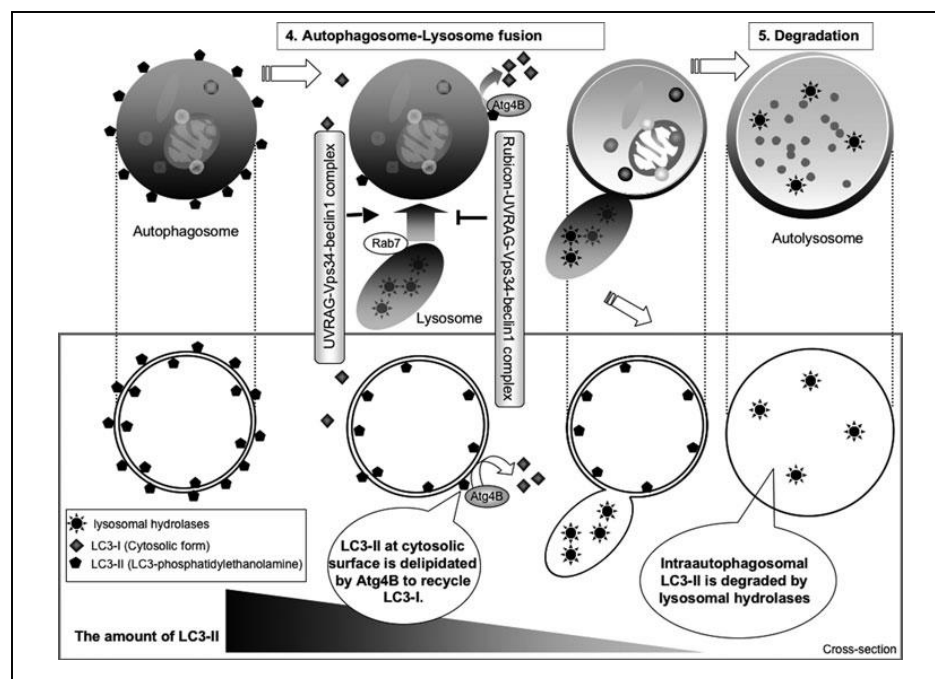 4. Autophagosome-Lysosome fusion
5. Degradation
Atg4B
UVRAG-Vps34-beclin1 complex
Rubicon-UVRAG-Vps34-beclin1 complex
Autophagosome
Rab7
Lysosome
Autolysosome
Atg4B
lysosomal hydrolases
LC3-I (Cytosolic form)
LC3-II (LC3-phosphatidylethanolamine)
LC3-II at cytosolic
surface is delipidated
by Atg4B to recycle
LC3-I.
Intraautophagosomal
LC3-II is degraded by
lysosomal hydrolases
The amount of LC3-II
Cross-section